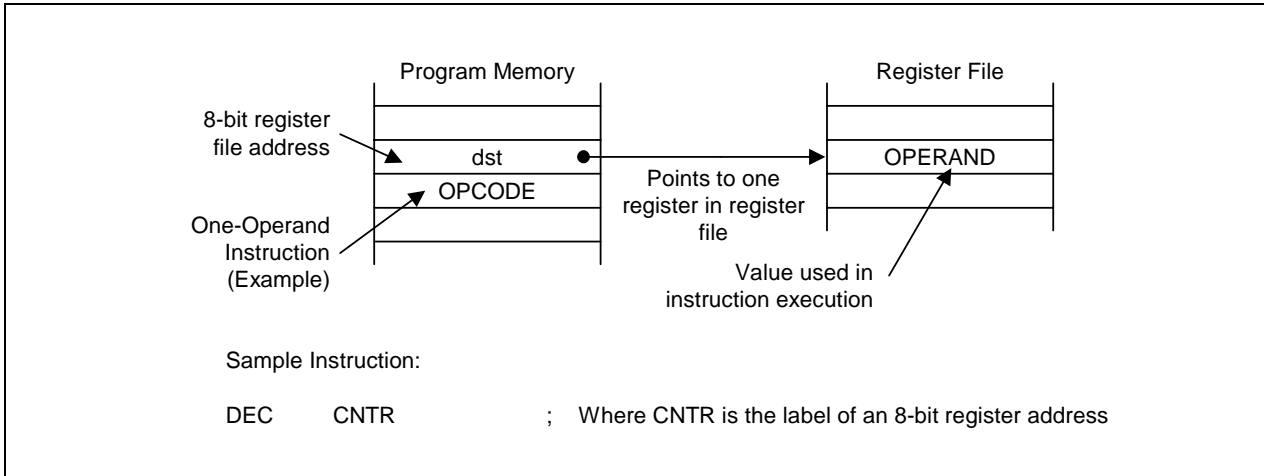 Program Memory
Register File
8-bit register
file address
dst
OPERAND
OPCODE
Points to one
register in register
file
One-Operand
Instruction
(Example)
Value used in
instruction execution
Sample Instruction:
DEC CNTR ; Where CNTR is the label of an 8-bit register address